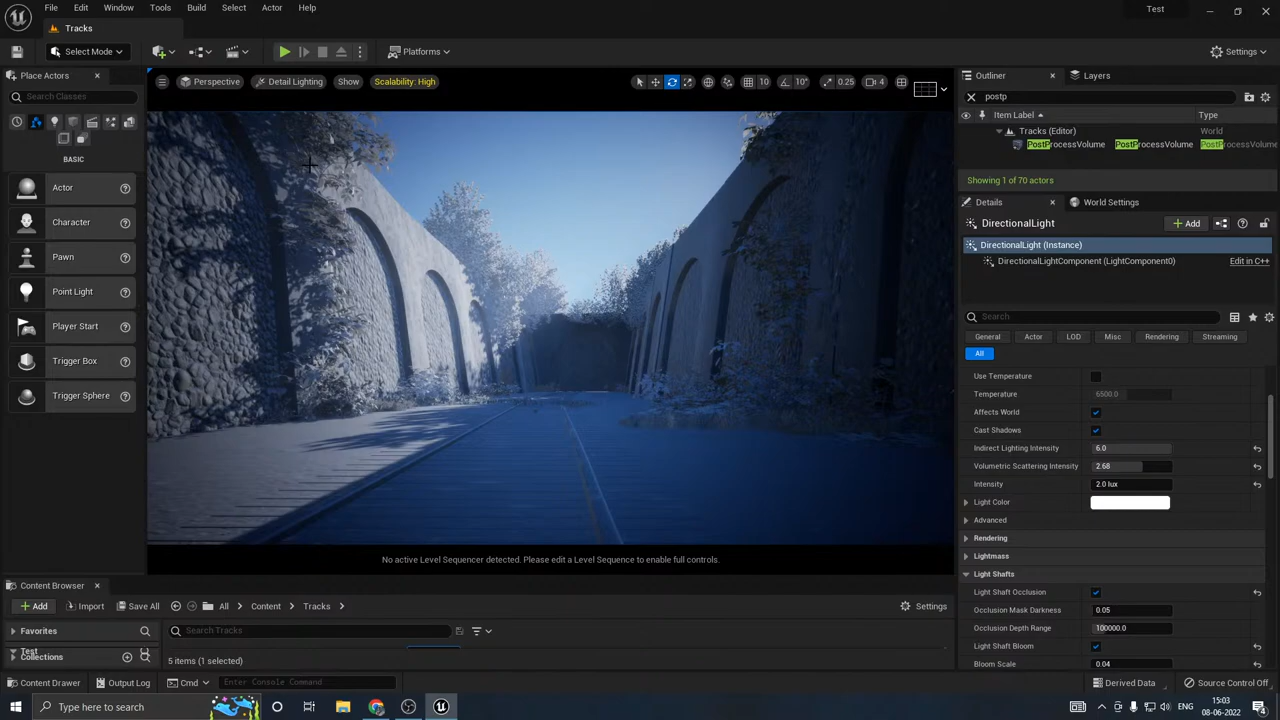 File Edit Window Tools Build Select Actor Help
Test
Tracks
Select Mode
Platforms
Settings
Place Actors
Search Classes
BASIC
Actor
Character
Pawn
Point Light
Player Start
Trigger Box
Trigger Sphere
Perspective Detail Lighting Show Scalability: High
10 10° 0.25 4
No active Level Sequencer detected. Please edit a Level Sequence to enable full controls.
Outliner Layers
postp
Item Label Type
Tracks (Editor) World
PostProcessVolume PostProcessVolume PostProcessVolume
Showing 1 of 70 actors
Details World Settings
DirectionalLight Add
DirectionalLight (Instance)
DirectionalLightComponent (LightComponent0) Edit in C++
Search
General Actor LOD Misc Rendering Streaming
All
Use Temperature
Temperature 6500.0
Affects World
Cast Shadows
Indirect Lighting Intensity 6.0
Volumetric Scattering Intensity 2.68
Intensity 2.0 lux
Light Color
Advanced
Rendering
Lightmass
Light Shafts
Light Shaft Occlusion
Occlusion Mask Darkness 0.05
Occlusion Depth Range 100000.0
Light Shaft Bloom
Bloom Scale 0.04
Content Browser
Add Import Save All All Content Tracks Settings
Favorites
Search Tracks
Test
Collections
5 items (1 selected)
Content Drawer Output Log Cmd Enter Console Command Derived Data Source Control Off
Type here to search
ENG
15:03
08-06-2022
4